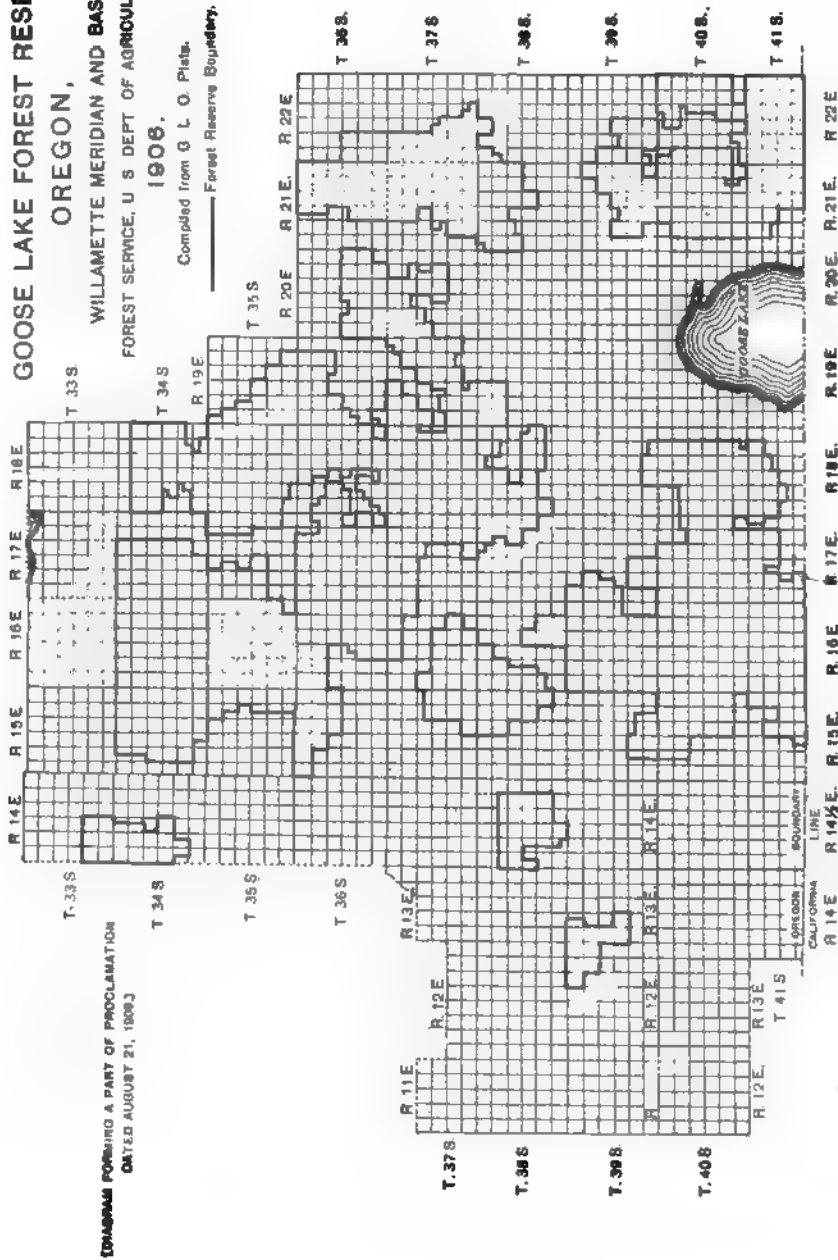 GOOSE LAKE FOREST RESE
OREGON,
WILLAMETTE MERIDIAN AND BAS
FOREST SERVICE, U S DEPT OF AGRICUL
1906.
Compiled from G L O Plats.
Forest Reserve Boundary.
[DIAGRAM FORMING A PART OF PROCLAMATION
DATED AUGUST 21, 1906.]
R 14 E R 15 E R 16 E R 17 E R 18 E
T. 33 S. T 33 S.
T 34 S T 34 S
R 19 E
T 35 S T 35 S
R 20 E R 21 E. R 22 E
T 36 S T 36 S.
R 11 E R. 12 E R 13 E
T. 37 S. T 37 S
T. 38 S T 38 S.
T. 39 S T 39 S.
R R. 12 E R 13 E. R 14 E.
T. 40 S T 40 S.
GOOSE LAKE
R. 12 E. R 13 E
T 41 S T 41 S.
OREGON BOUNDARY
CALIFORNIA LINE
R 14 E R 14½ E. R. 15 E. R. 16 E R. 17 E. R 18 E. R. 19 E R. 20 E. R. 21 E. R. 22 E